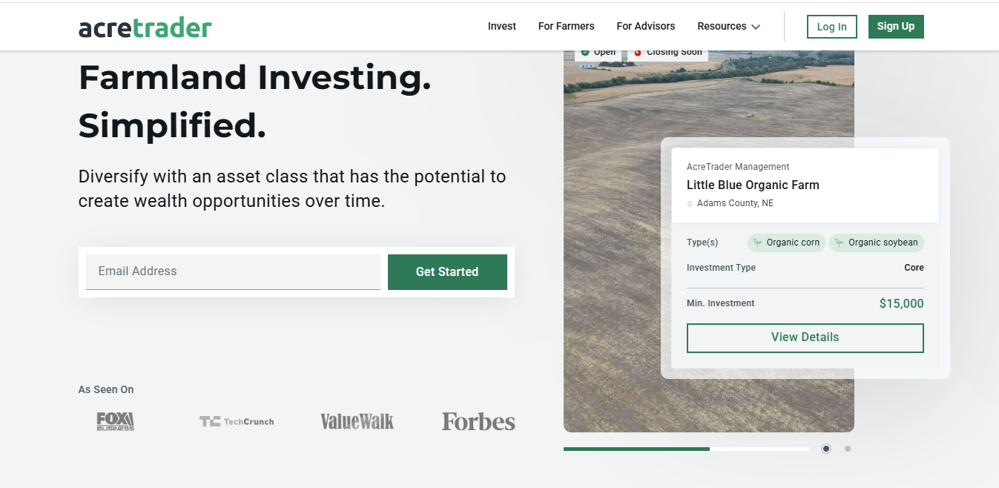 acretrader
Invest
For Farmers
For Advisors
Resources
Log In
Sign Up
Farmland Investing.
Simplified.
Diversify with an asset class that has the potential to
create wealth opportunities over time.
Email Address
Get Started
As Seen On
FOX BUSINESS
TC TechCrunch
ValueWalk
Forbes
Open
Closing Soon
AcreTrader Management
Little Blue Organic Farm
Adams County, NE
Type(s)
Organic corn
Organic soybean
Investment Type
Core
Min. Investment
$15,000
View Details